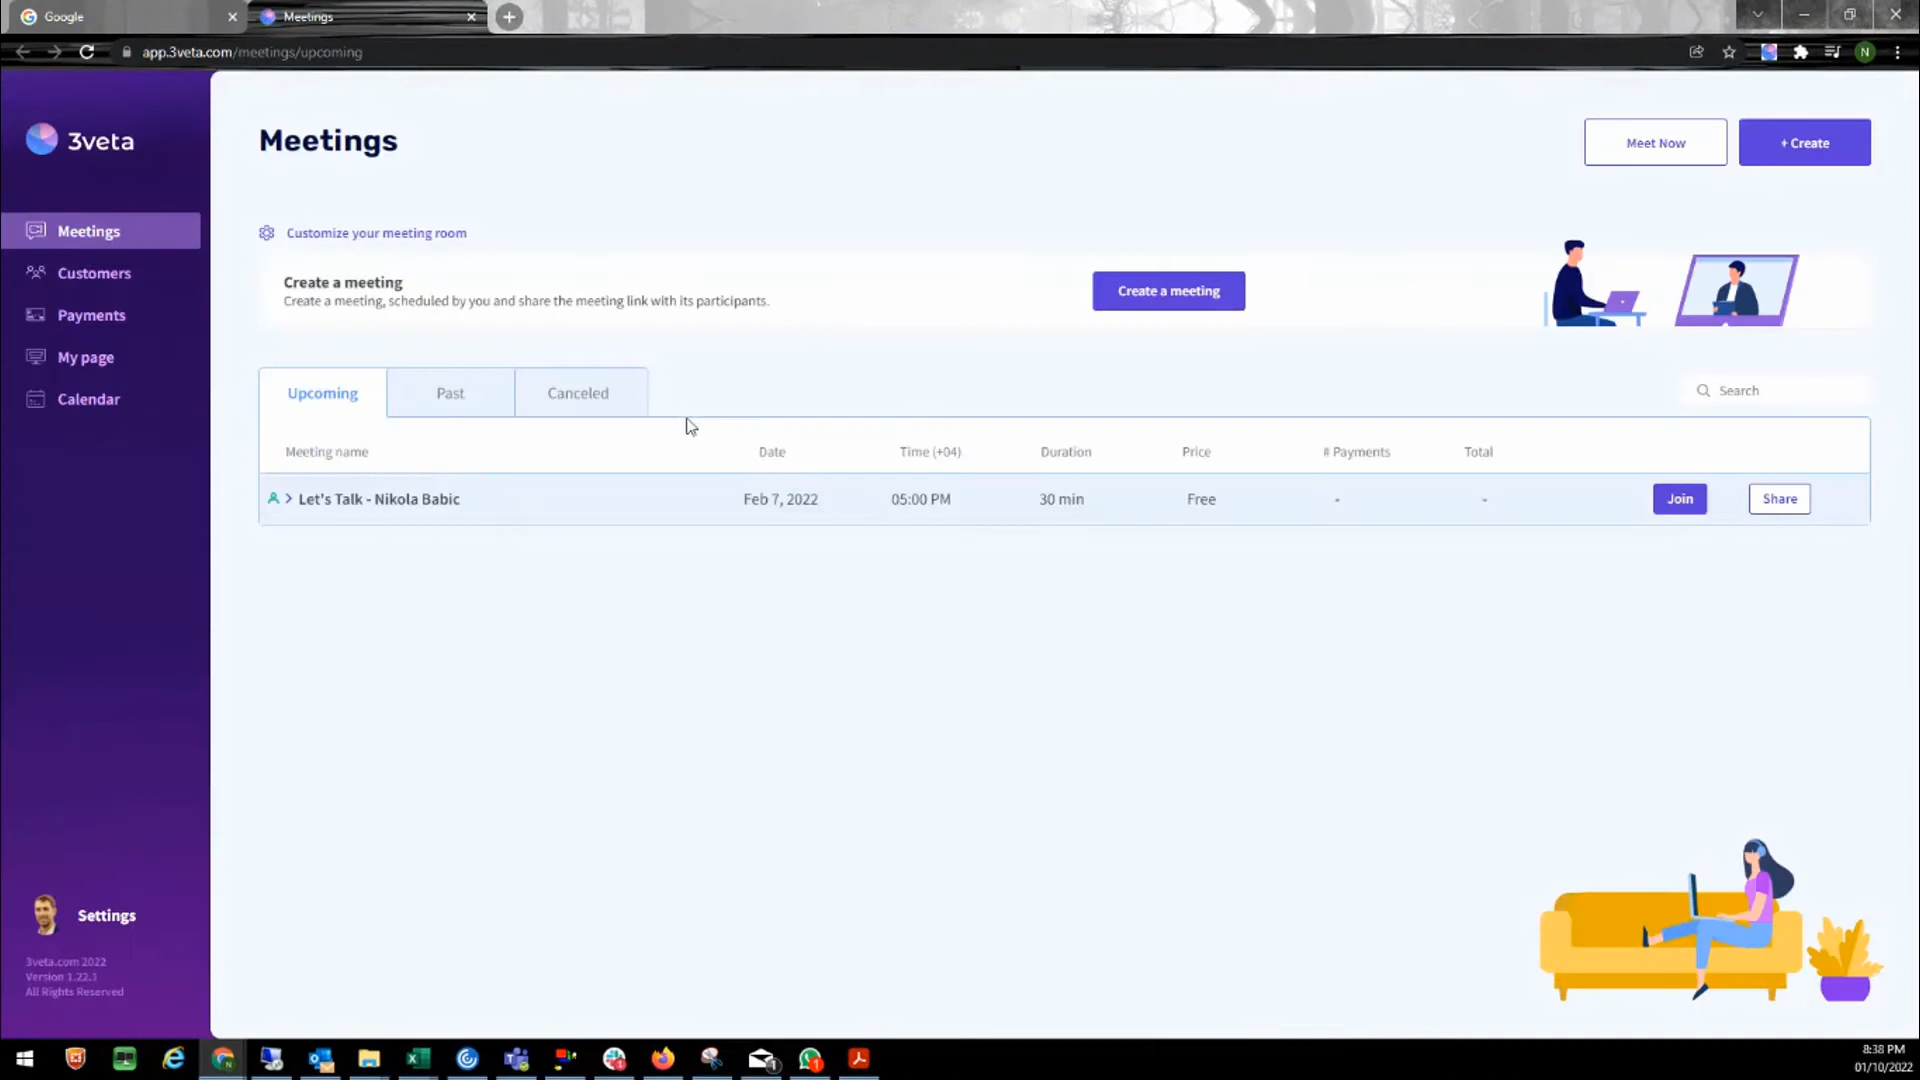 Google
Meetings
app.3veta.com/meetings/upcoming
N
3veta
Meetings
Customers
Payments
My page
Calendar
Settings
3veta.com 2022
Version 1.22.1
All Rights Reserved
Meetings
Meet Now
+ Create
Customize your meeting room
Create a meeting
Create a meeting, scheduled by you and share the meeting link with its participants.
Create a meeting
Upcoming
Past
Canceled
Search
Meeting name Date Time (+04) Duration Price # Payments Total
Let's Talk - Nikola Babic Feb 7, 2022 05:00 PM 30 min Free - - Join Share
8:38 PM
01/10/2022